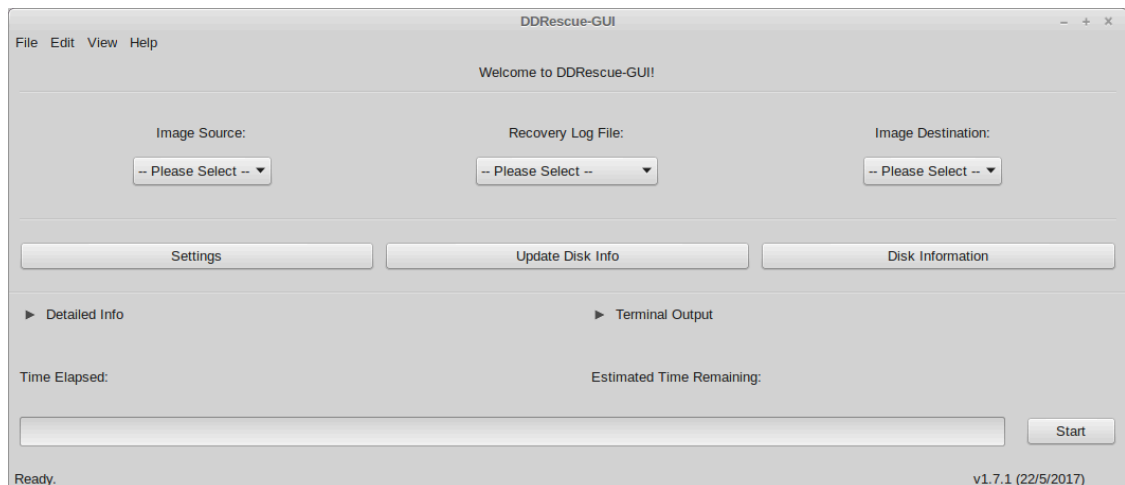 DDRescue-GUI
File Edit View Help
Welcome to DDRescue-GUI!
Image Source: Recovery Log File: Image Destination:
-- Please Select -- -- Please Select -- -- Please Select --
Settings Update Disk Info Disk Information
Detailed Info Terminal Output
Time Elapsed: Estimated Time Remaining:
Start
Ready. v1.7.1 (22/5/2017)